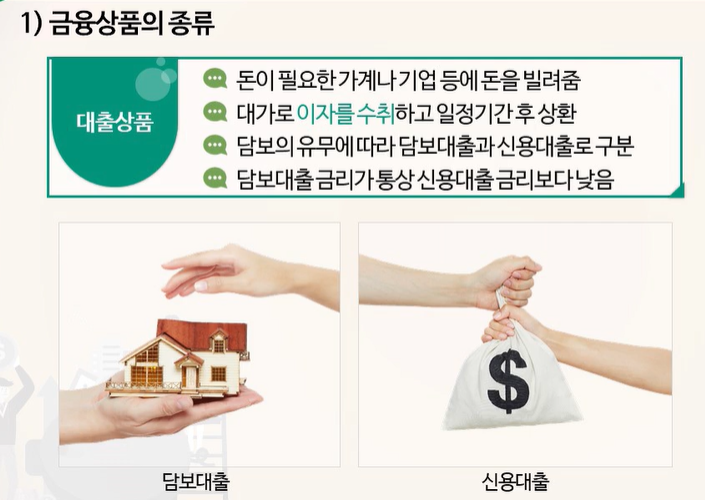 1) 금융상품의 종류
대출상품
돈이 필요한 가계나 기업 등에 돈을 빌려줌
대가로 이자를 수취하고 일정기간 후 상환
담보의 유무에 따라 담보대출과 신용대출로 구분
담보대출 금리가 통상 신용대출 금리보다 낮음
$
담보대출
신용대출